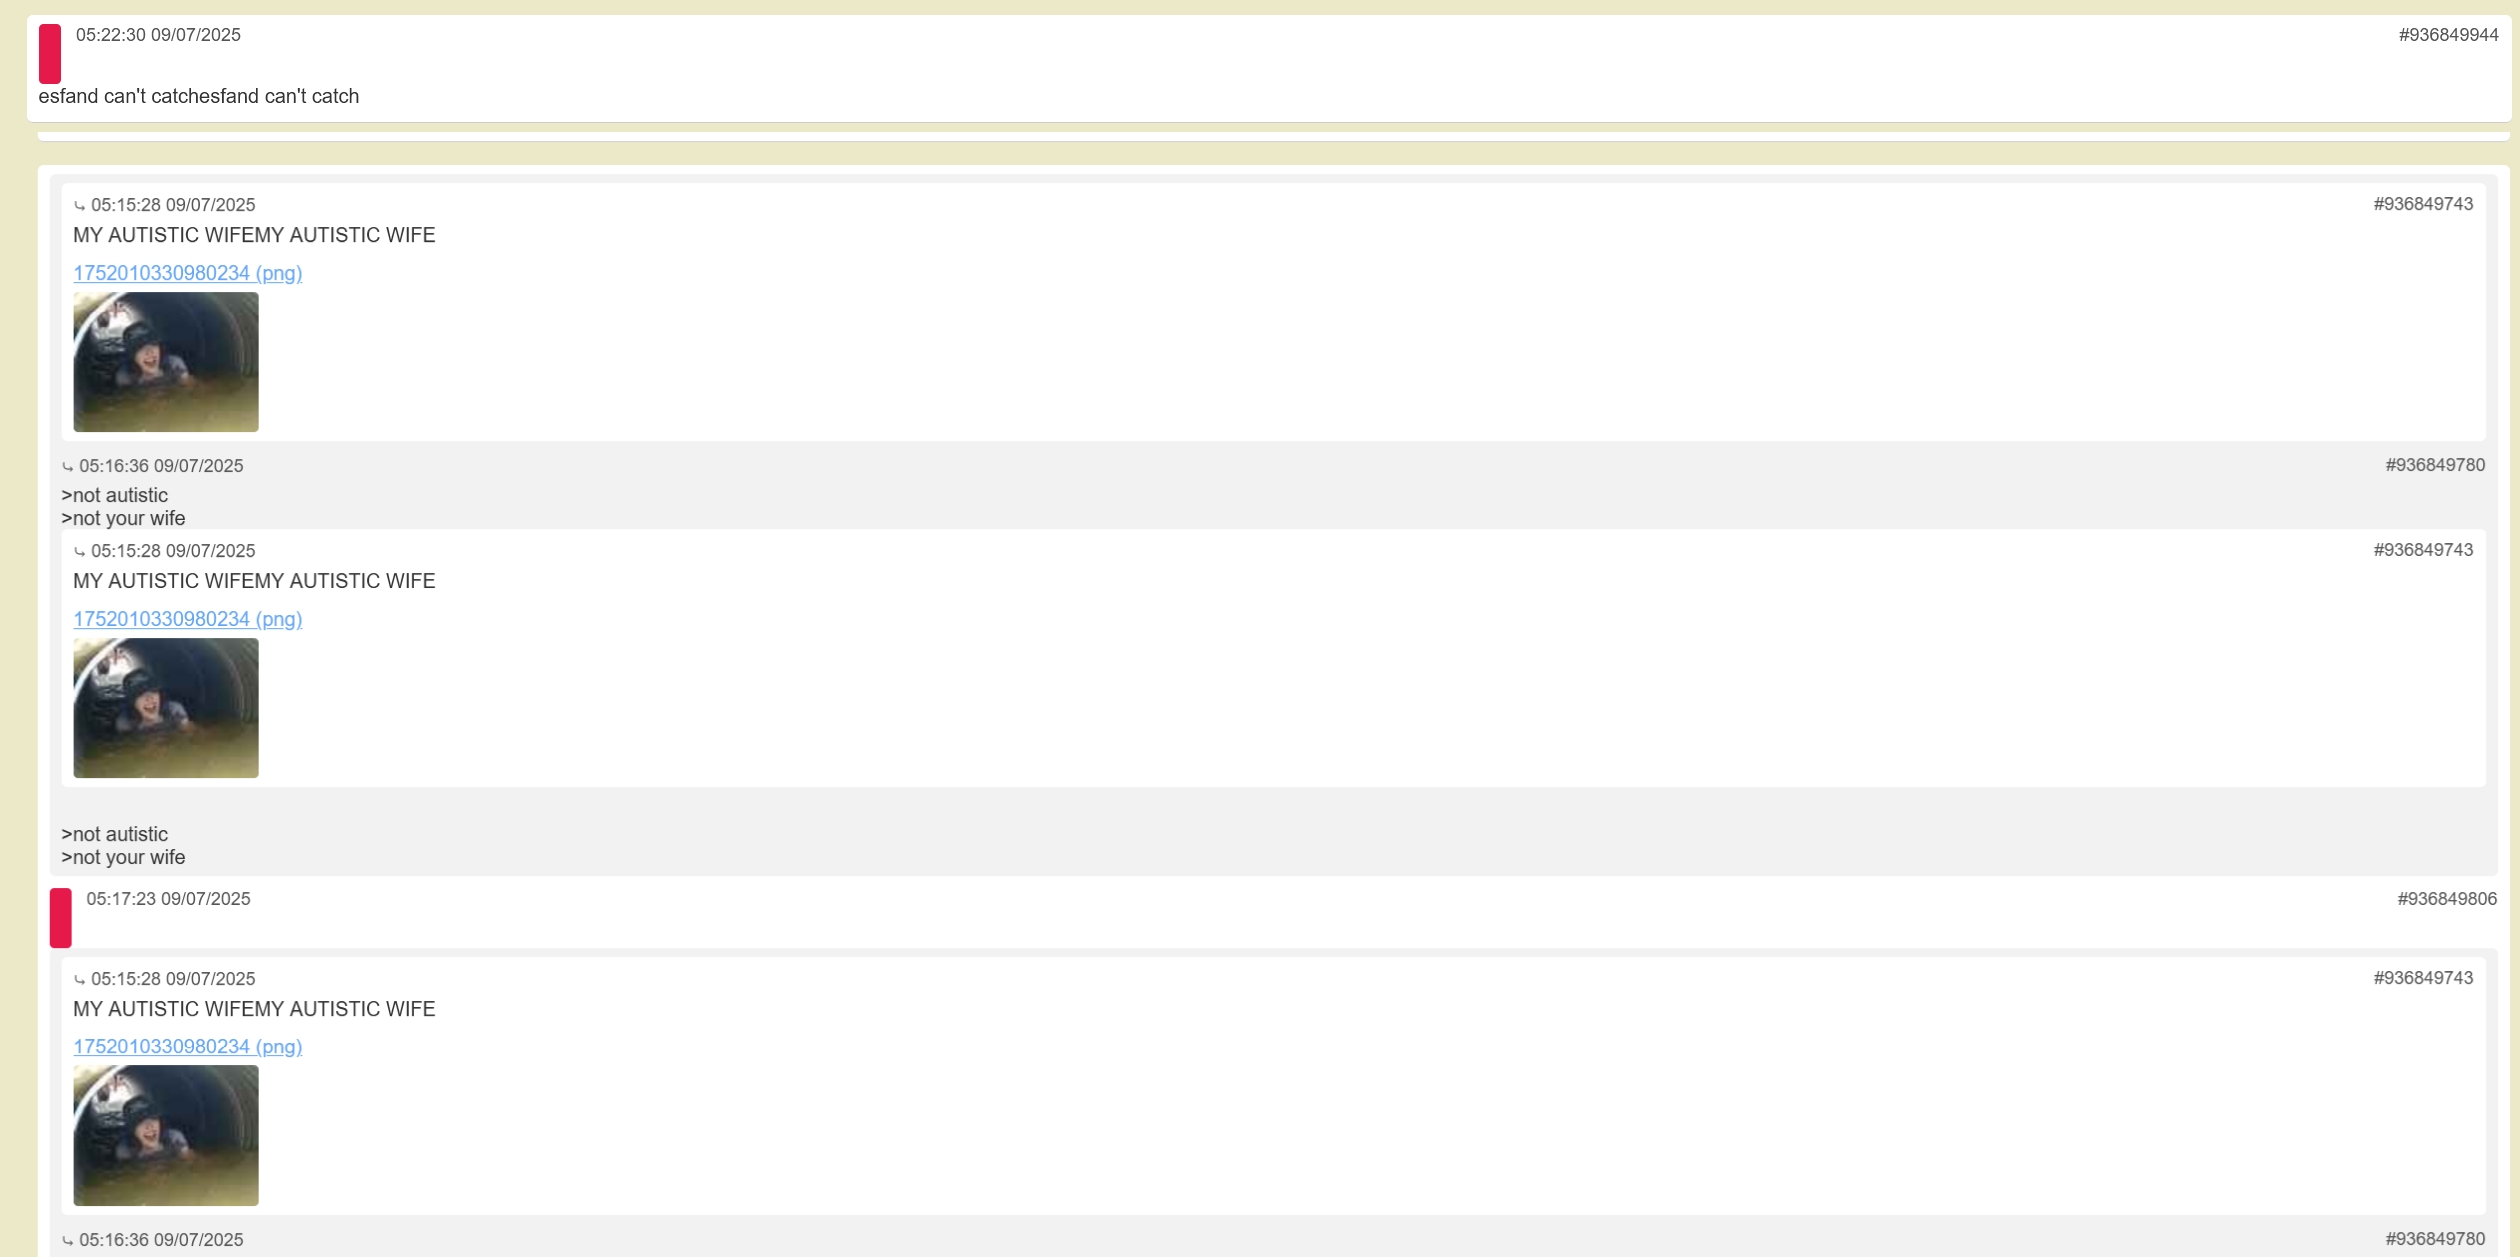 05:22:30 09/07/2025 #936849944
esfand can't catchesfand can't catch
⤷ 05:15:28 09/07/2025 #936849743
MY AUTISTIC WIFEMY AUTISTIC WIFE
1752010330980234 (png)
⤷ 05:16:36 09/07/2025 #936849780
>not autistic
>not your wife
⤷ 05:15:28 09/07/2025 #936849743
MY AUTISTIC WIFEMY AUTISTIC WIFE
1752010330980234 (png)
>not autistic
>not your wife
05:17:23 09/07/2025 #936849806
⤷ 05:15:28 09/07/2025 #936849743
MY AUTISTIC WIFEMY AUTISTIC WIFE
1752010330980234 (png)
⤷ 05:16:36 09/07/2025 #936849780